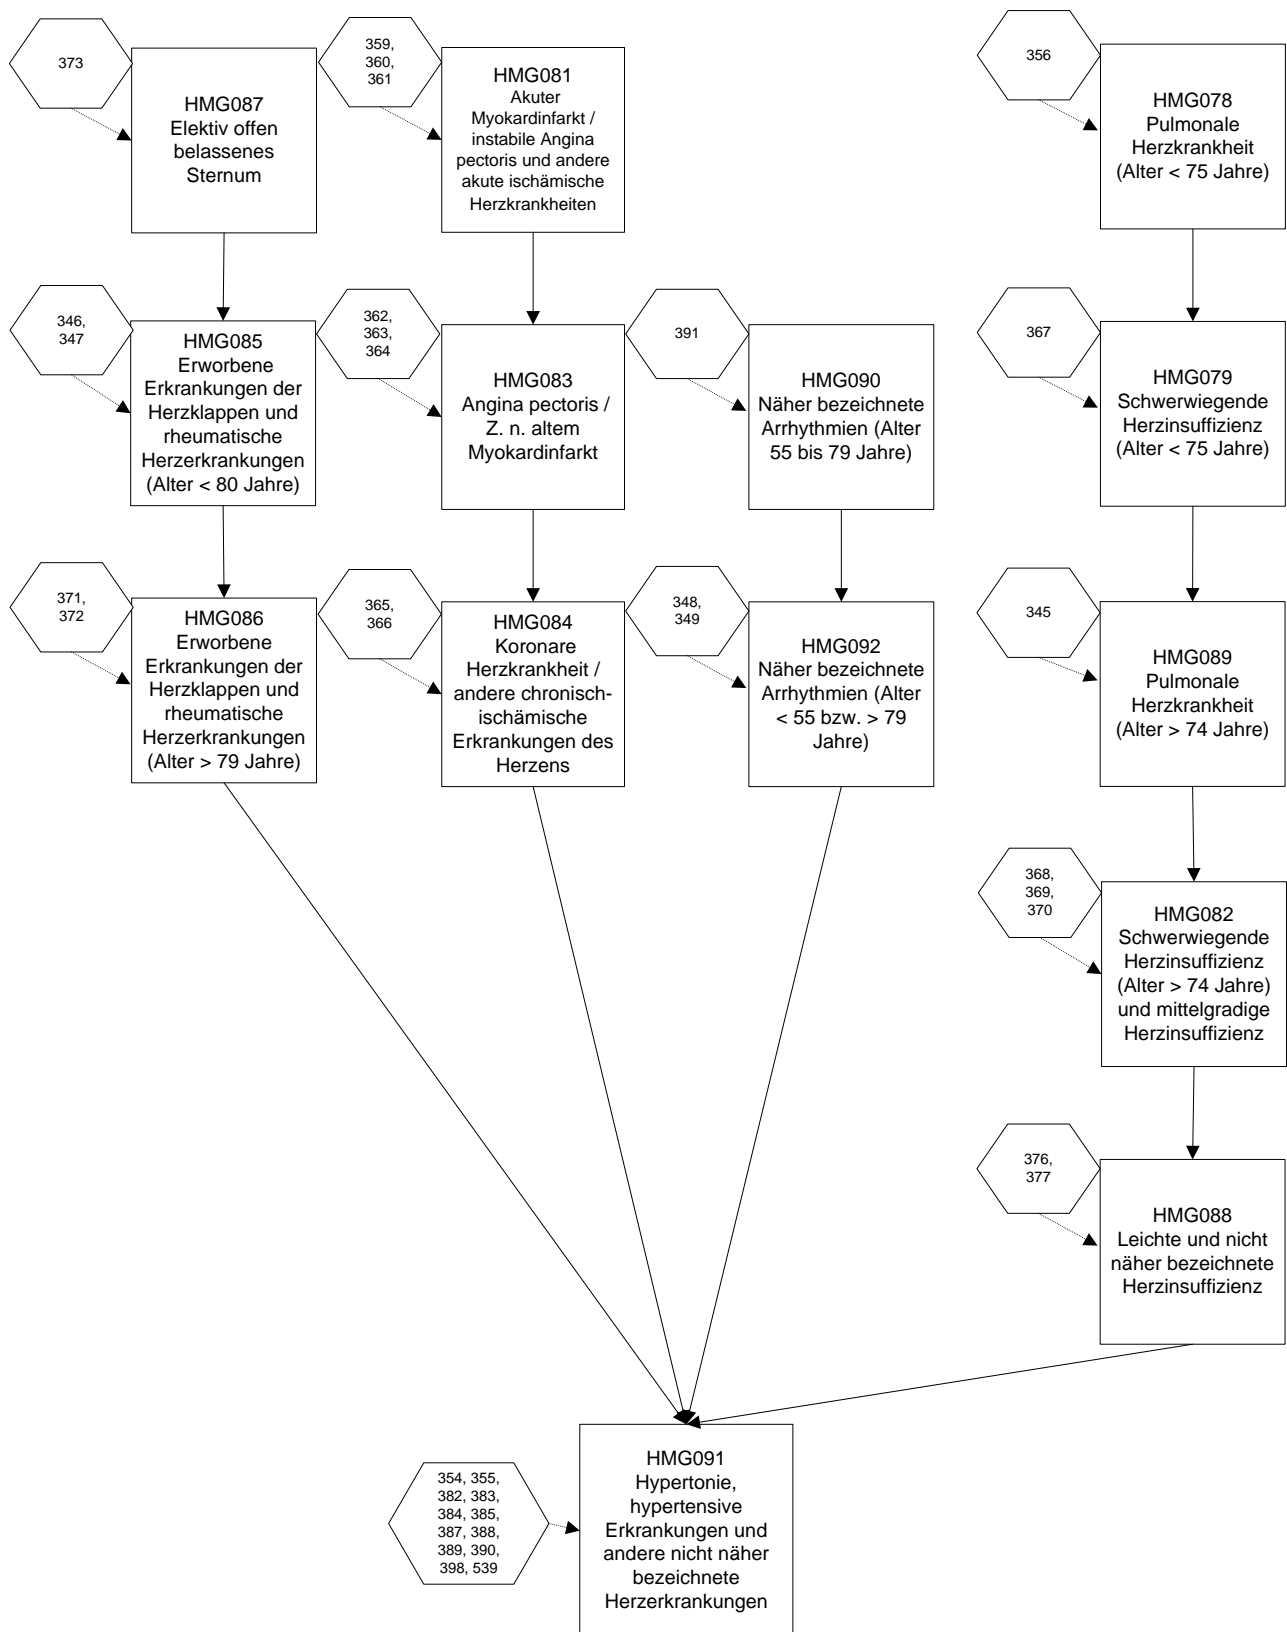 373
HMG087
Elektiv offen
belassenes
Sternum
359,
360,
361
HMG081
Akuter
Myokardinfarkt /
instabile Angina
pectoris und andere
akute ischämische
Herzkrankheiten
356
HMG078
Pulmonale
Herzkrankheit
(Alter < 75 Jahre)
346,
347
HMG085
Erworbene
Erkrankungen der
Herzklappen und
rheumatische
Herzerkrankungen
(Alter < 80 Jahre)
362,
363,
364
HMG083
Angina pectoris /
Z. n. altem
Myokardinfarkt
391
HMG090
Näher bezeichnete
Arrhythmien (Alter
55 bis 79 Jahre)
367
HMG079
Schwerwiegende
Herzinsuffizienz
(Alter < 75 Jahre)
371,
372
HMG086
Erworbene
Erkrankungen der
Herzklappen und
rheumatische
Herzerkrankungen
(Alter > 79 Jahre)
365,
366
HMG084
Koronare
Herzkrankheit /
andere chronisch-
ischämische
Erkrankungen des
Herzens
348,
349
HMG092
Näher bezeichnete
Arrhythmien (Alter
< 55 bzw. > 79
Jahre)
345
HMG089
Pulmonale
Herzkrankheit
(Alter > 74 Jahre)
368,
369,
370
HMG082
Schwerwiegende
Herzinsuffizienz
(Alter > 74 Jahre)
und mittelgradige
Herzinsuffizienz
376,
377
HMG088
Leichte und nicht
näher bezeichnete
Herzinsuffizienz
354, 355,
382, 383,
384, 385,
387, 388,
389, 390,
398, 539
HMG091
Hypertonie,
hypertensive
Erkrankungen und
andere nicht näher
bezeichnete
Herzerkrankungen